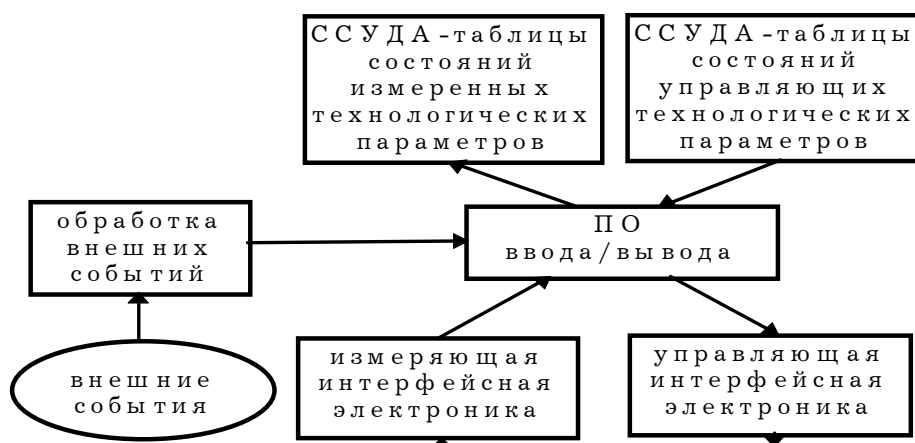 ССУДА-таблицы
состояний
измеренных
технологических
параметров
ССУДА-таблицы
состояний
управляющих
технологических
параметров
обработка
внешних
событий
ПО
ввода/вывода
внешние
события
измеряющая
интерфейсная
электроника
управляющая
интерфейсная
электроника